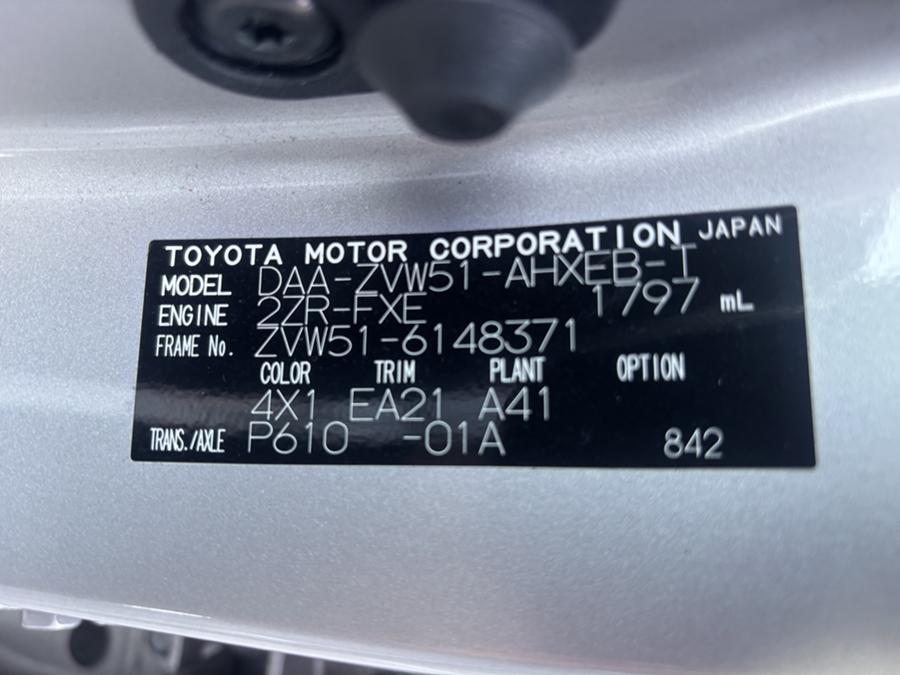 TOYOTA MOTOR CORPORATION JAPAN
MODEL DAA-ZVW51-AHXEB-T
ENGINE 2ZR-FXE 1797 mL
FRAME No. ZVW51-6148371
COLOR TRIM PLANT OPTION
4X1 EA21 A41
TRANS./AXLE P610 -01A 842